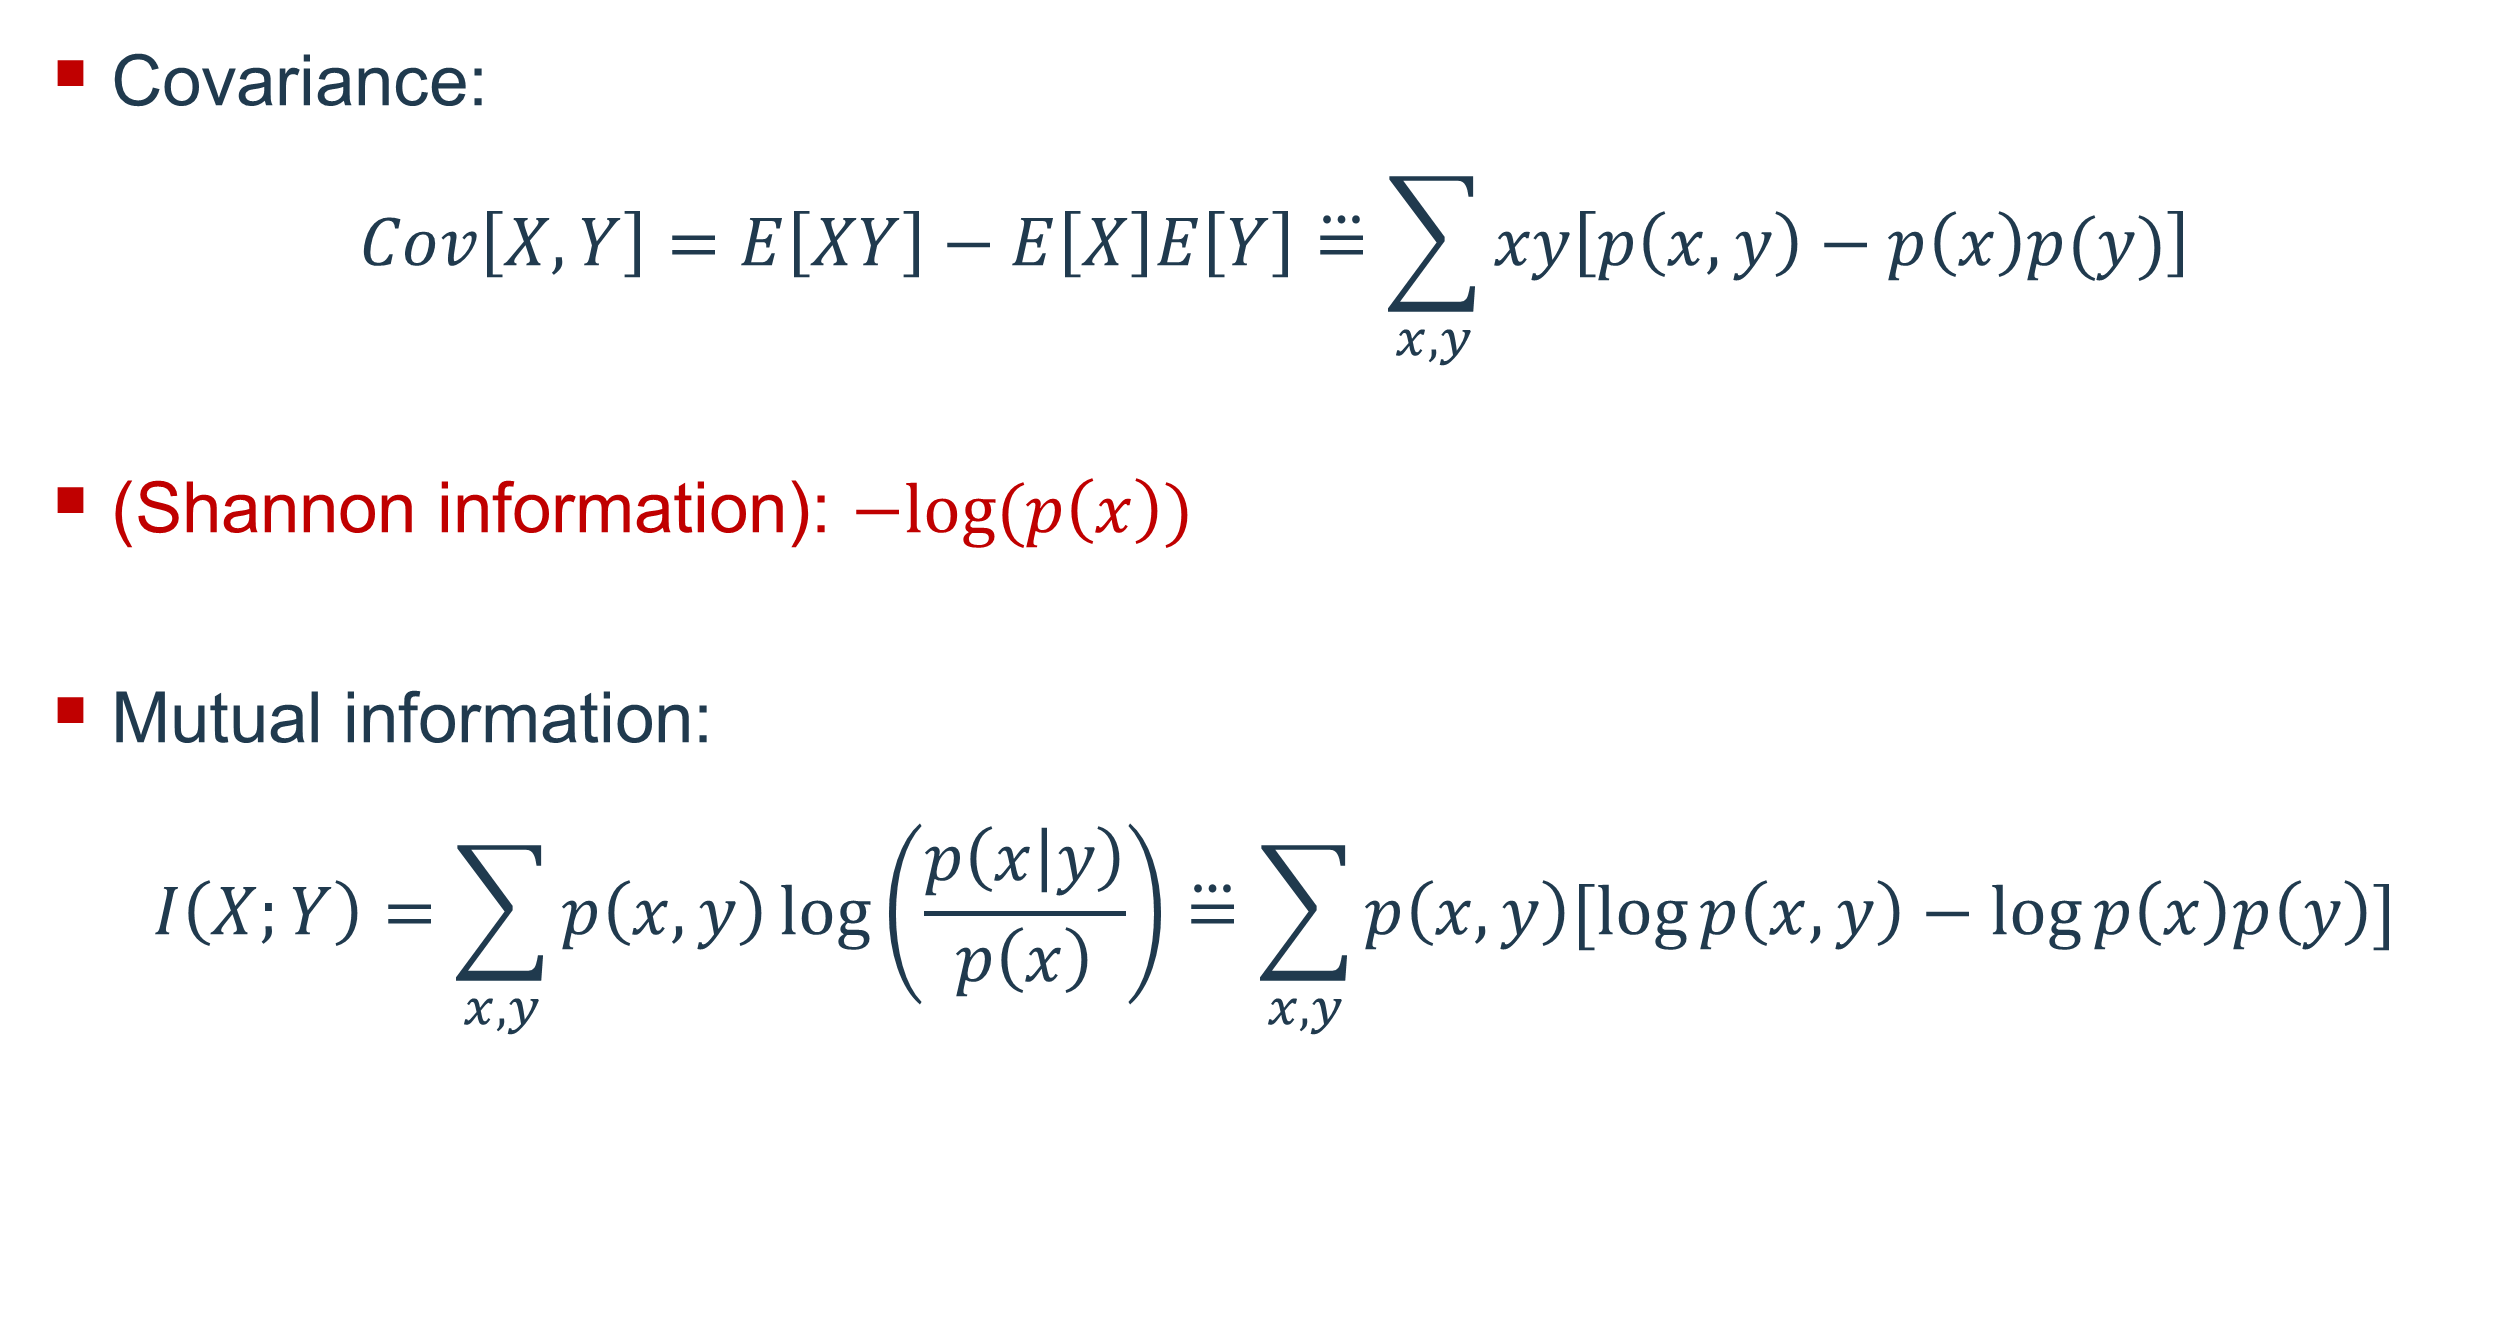 ▪ Covariance:
Cov[X, Y] = E[XY] − E[X]E[Y] ⩴ ∑_{x,y} xy[p(x, y) − p(x)p(y)]
▪ (Shannon information): −log(p(x))
▪ Mutual information:
I(X; Y) = ∑_{x,y} p(x, y) log(p(x|y)/p(x)) ⩴ ∑_{x,y} p(x, y)[log p(x, y) − log p(x)p(y)]